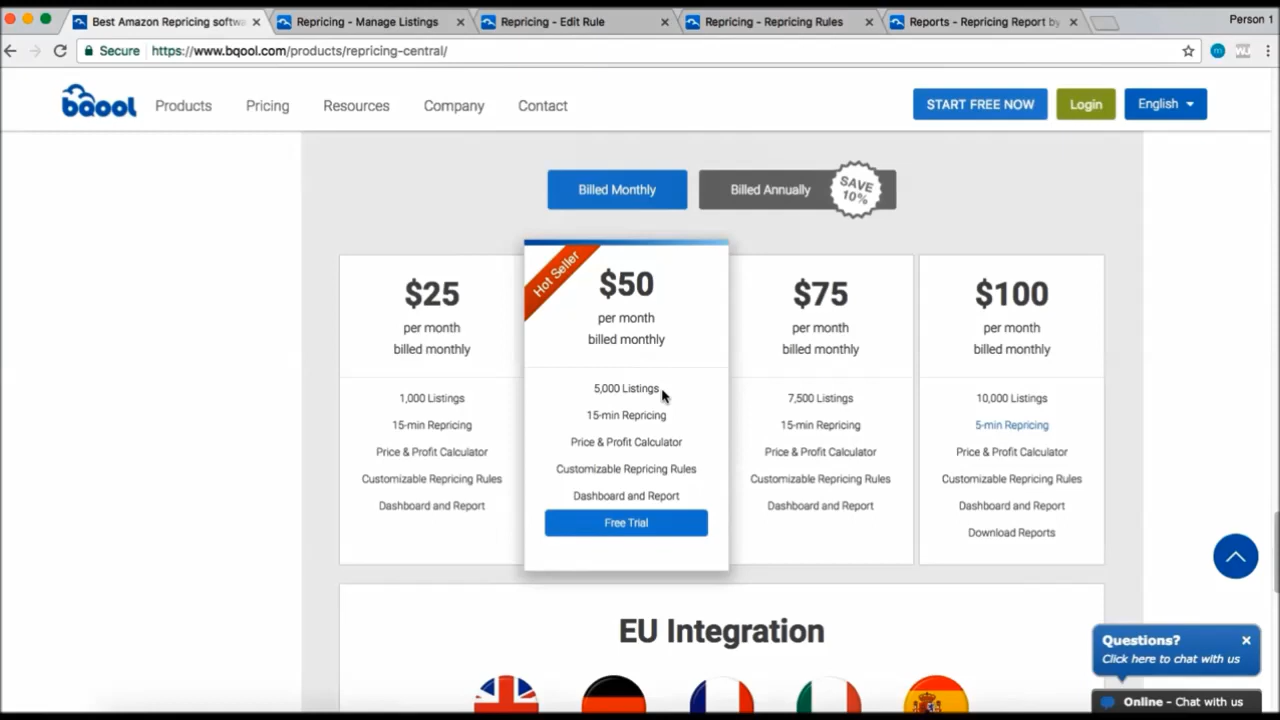 Best Amazon Repricing softw
Repricing - Manage Listings
Repricing - Edit Rule
Repricing - Repricing Rules
Reports - Repricing Report by
Person 1
Secure
https://www.bqool.com/products/repricing-central/
bqool
Products
Pricing
Resources
Company
Contact
START FREE NOW
Login
English
Billed Monthly
Billed Annually
SAVE
10%
$25
per month
billed monthly
1,000 Listings
15-min Repricing
Price & Profit Calculator
Customizable Repricing Rules
Dashboard and Report
Hot Seller
$50
per month
billed monthly
5,000 Listings
15-min Repricing
Price & Profit Calculator
Customizable Repricing Rules
Dashboard and Report
Free Trial
$75
per month
billed monthly
7,500 Listings
15-min Repricing
Price & Profit Calculator
Customizable Repricing Rules
Dashboard and Report
$100
per month
billed monthly
10,000 Listings
5-min Repricing
Price & Profit Calculator
Customizable Repricing Rules
Dashboard and Report
Download Reports
EU Integration
Questions?
Click here to chat with us
Online - Chat with us